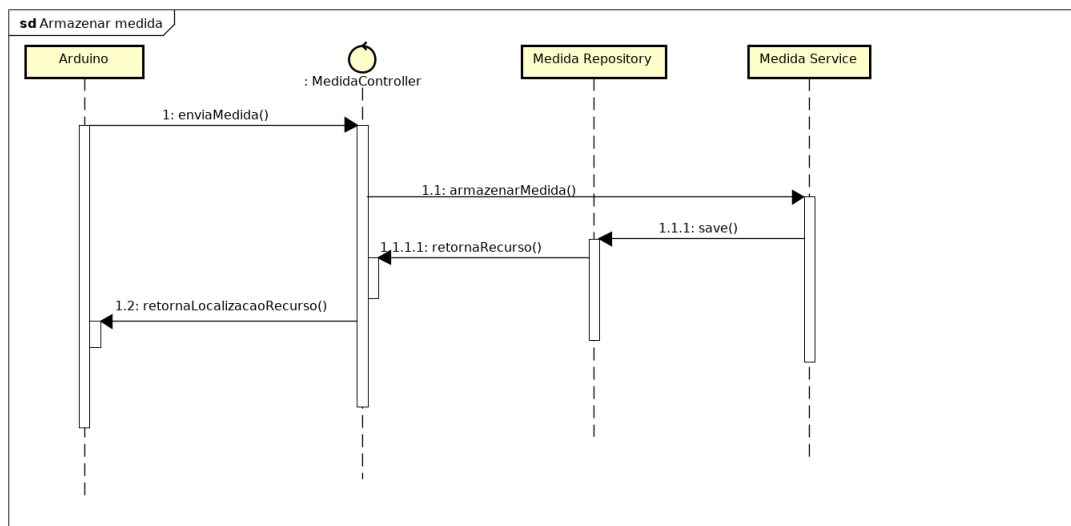 sd Armazenar medida
Arduino
: MedidaController
Medida Repository
Medida Service
1: enviaMedida()
1.1: armazenarMedida()
1.1.1: save()
1.1.1.1: retornaRecurso()
1.2: retornaLocalizacaoRecurso()